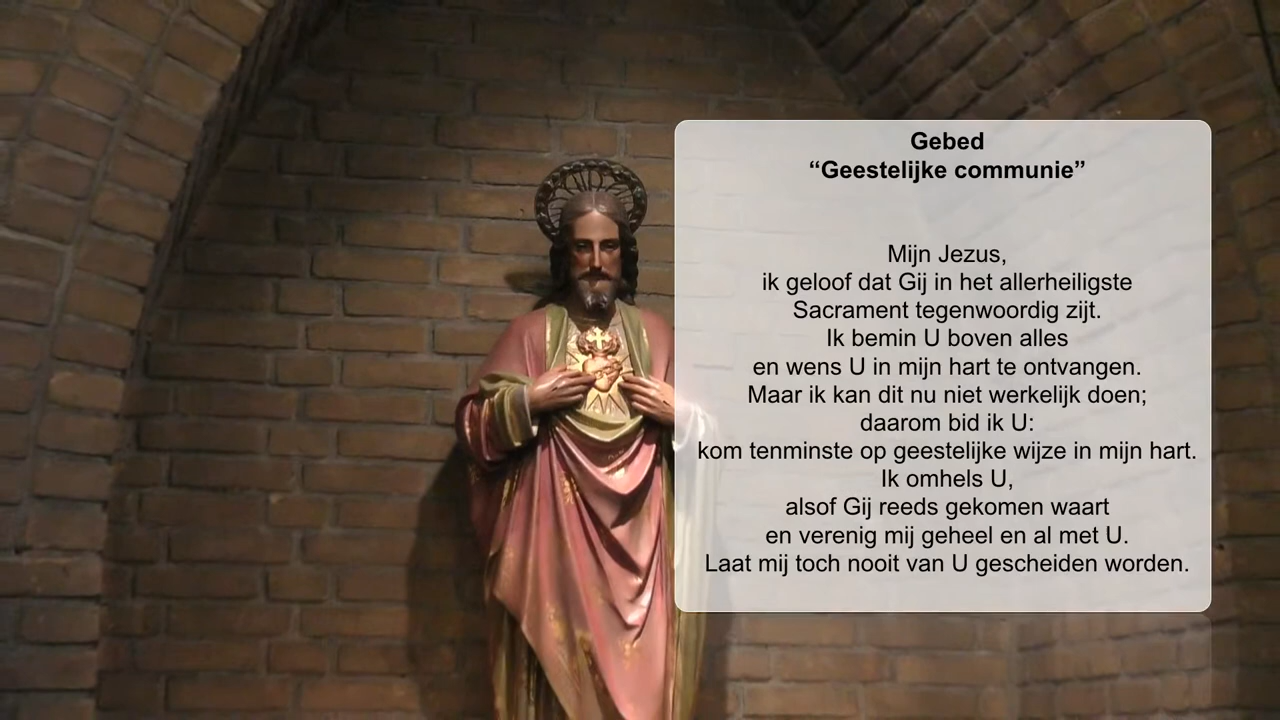 Gebed
“Geestelijke communie”
Mijn Jezus,
ik geloof dat Gij in het allerheiligste
Sacrament tegenwoordig zijt.
Ik bemin U boven alles
en wens U in mijn hart te ontvangen.
Maar ik kan dit nu niet werkelijk doen;
daarom bid ik U:
kom tenminste op geestelijke wijze in mijn hart.
Ik omhels U,
alsof Gij reeds gekomen waart
en verenig mij geheel en al met U.
Laat mij toch nooit van U gescheiden worden.